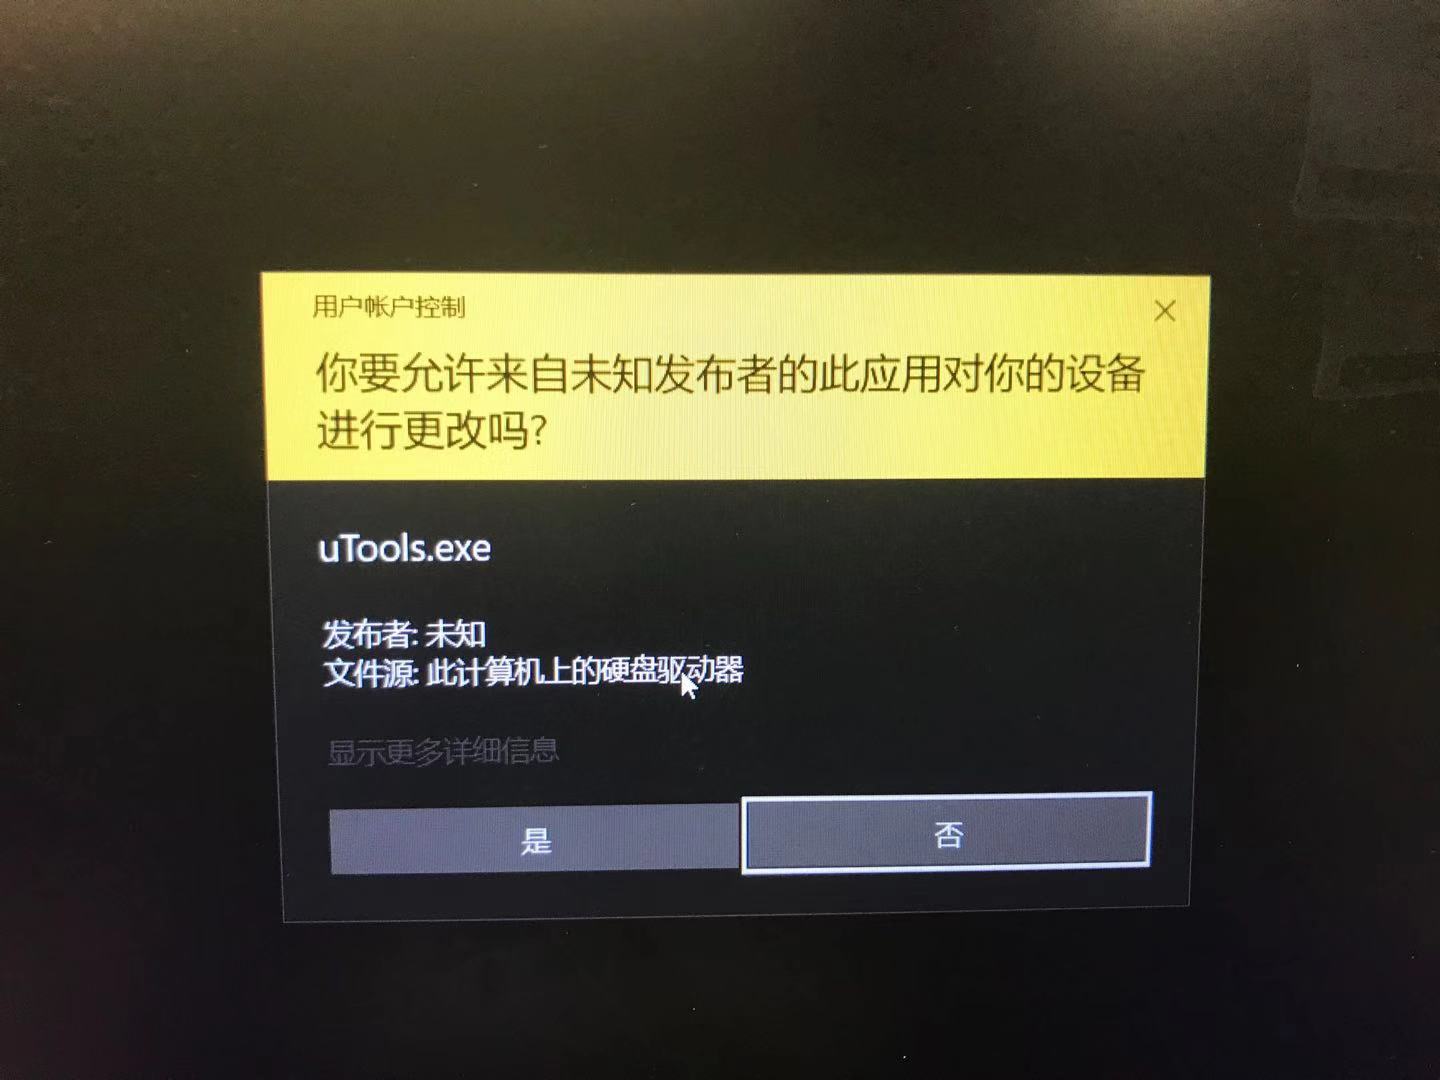 用户帐户控制
你要允许来自未知发布者的此应用对你的设备
进行更改吗?
uTools.exe
发布者: 未知
文件源: 此计算机上的硬盘驱动器
显示更多详细信息
是
否